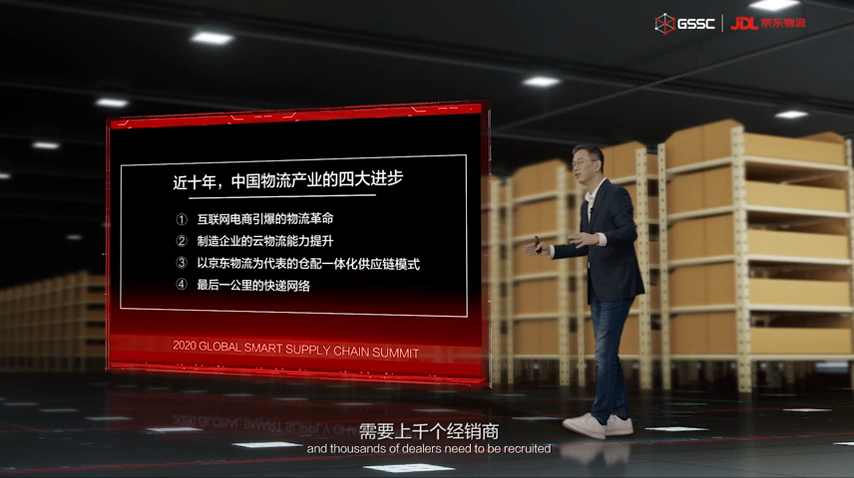 GSSC
JDL 京东物流
近十年，中国物流产业的四大进步
① 互联网电商引爆的物流革命
② 制造企业的云物流能力提升
③ 以京东物流为代表的仓配一体化供应链模式
④ 最后一公里的快递网络
2020 GLOBAL SMART SUPPLY CHAIN SUMMIT
需要上千个经销商
and thousands of dealers need to be recruited